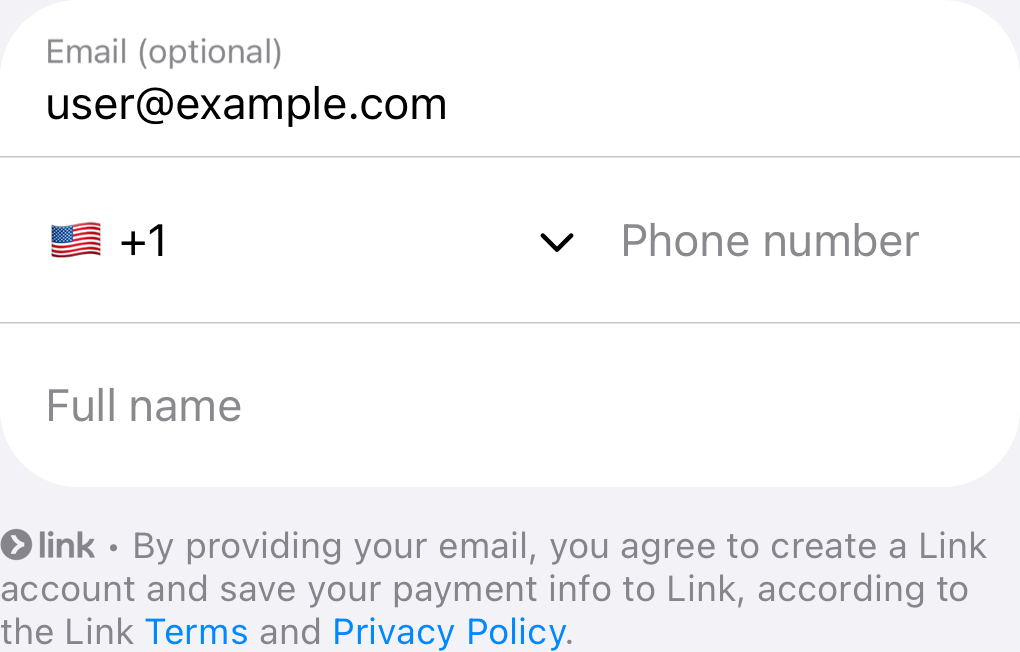 Email (optional)
user@example.com
+1 Phone number
Full name
link • By providing your email, you agree to create a Link
account and save your payment info to Link, according to
the Link Terms and Privacy Policy.